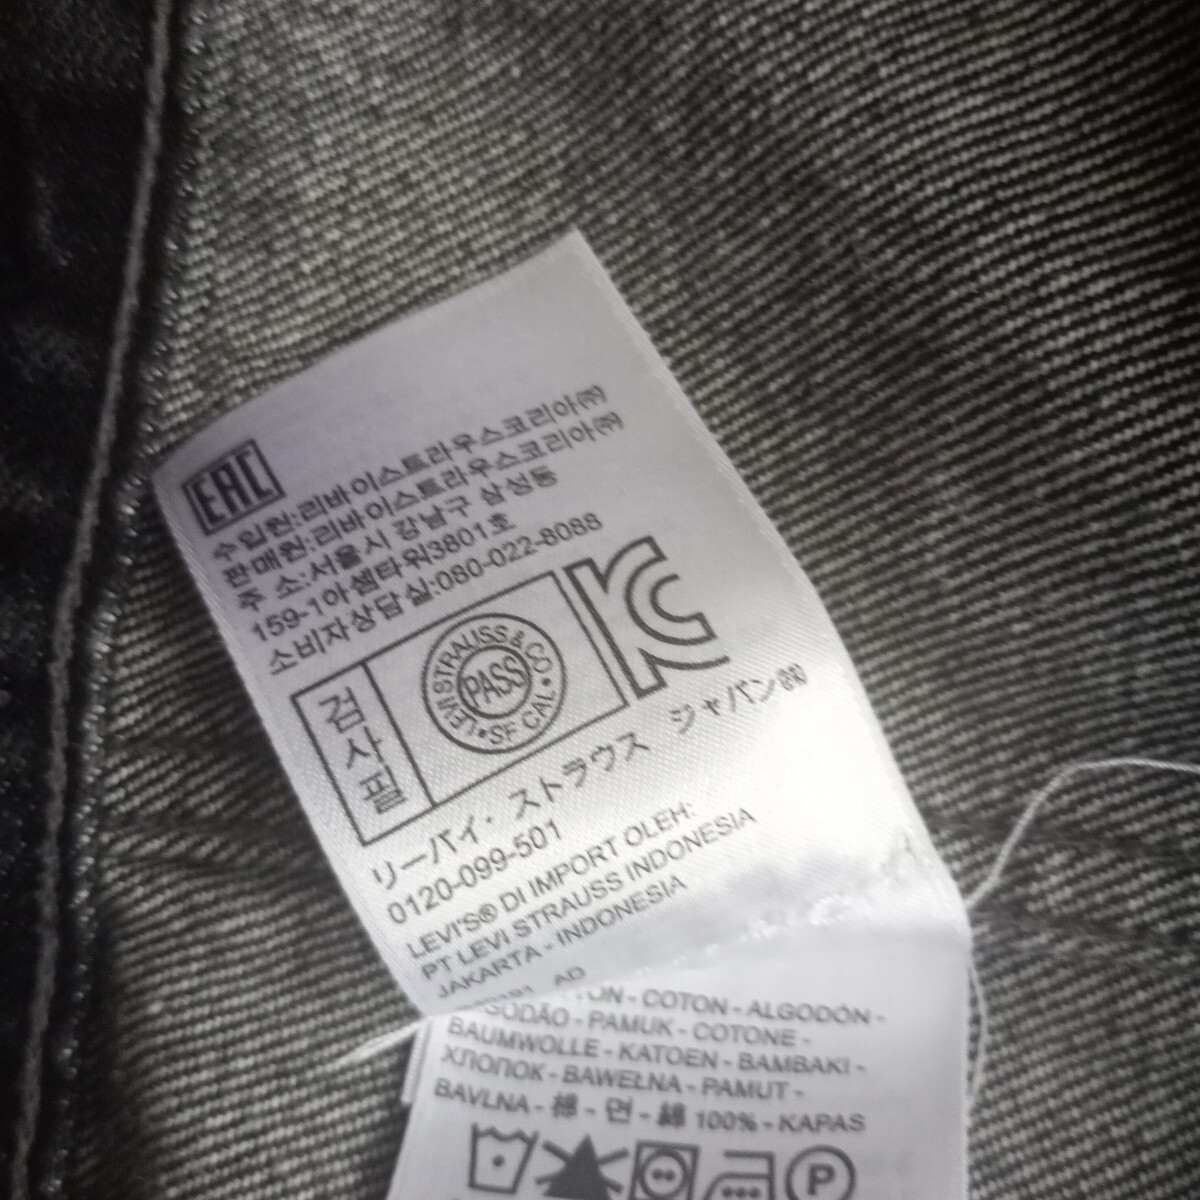 EAC
수입원:리바이스트라우스코리아㈜
판매원:리바이스트라우스코리아㈜
주 소:서울시 강남구 삼성동
159-1아셈타워3801호
소비자상담실:080-022-8088
검사필
LEVI STRAUSS & CO
PASS
SF CAL
リーバイ・ストラウス ジャパン㈱
0120-099-501
LEVI'S® DI IMPORT OLEH:
PT LEVI STRAUSS INDONESIA
JAKARTA - INDONESIA
AD
- COTON - ALGODÓN -
- PAMUK - COTONE -
BAUMWOLLE - KATOEN - BAMBAKI -
ХЛОПОК - BAWEŁNA - PAMUT -
BAVLNA - 棉 - 면 - 綿 100% - KAPAS
P